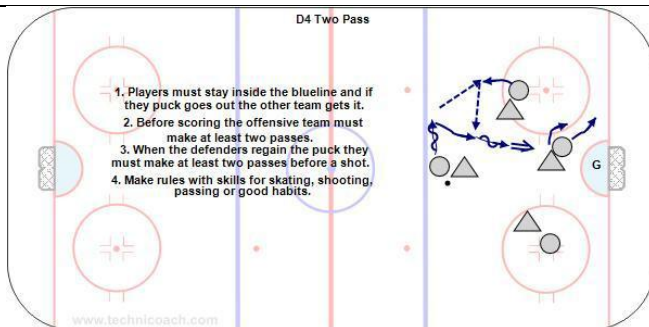 D4 Two Pass
1. Players must stay inside the blueline and if
they puck goes out the other team gets it.
2. Before scoring the offensive team must
make at least two passes.
3. When the defenders regain the puck they
must make at least two passes before a shot.
4. Make rules with skills for skating, shooting,
passing or good habits.
G
www.technicoach.com